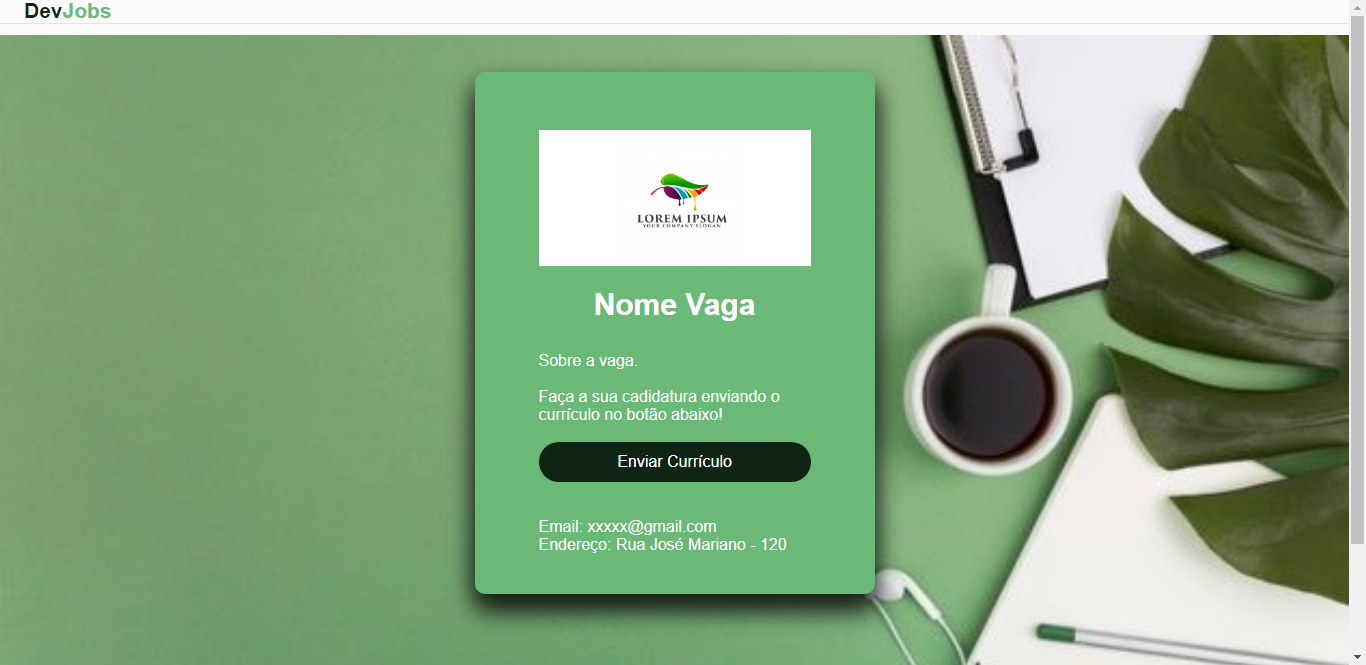 DevJobs
LOREM IPSUM
YOUR COMPANY SLOGAN
Nome Vaga
Sobre a vaga.
Faça a sua cadidatura enviando o
currículo no botão abaixo!
Enviar Currículo
Email: xxxxx@gmail.com
Endereço: Rua José Mariano - 120